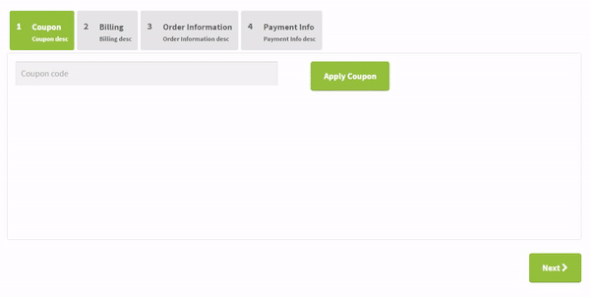 1 Coupon
Coupon desc
2 Billing
Billing desc
3 Order Information
Order Information desc
4 Payment Info
Payment Info desc
Coupon code
Apply Coupon
Next